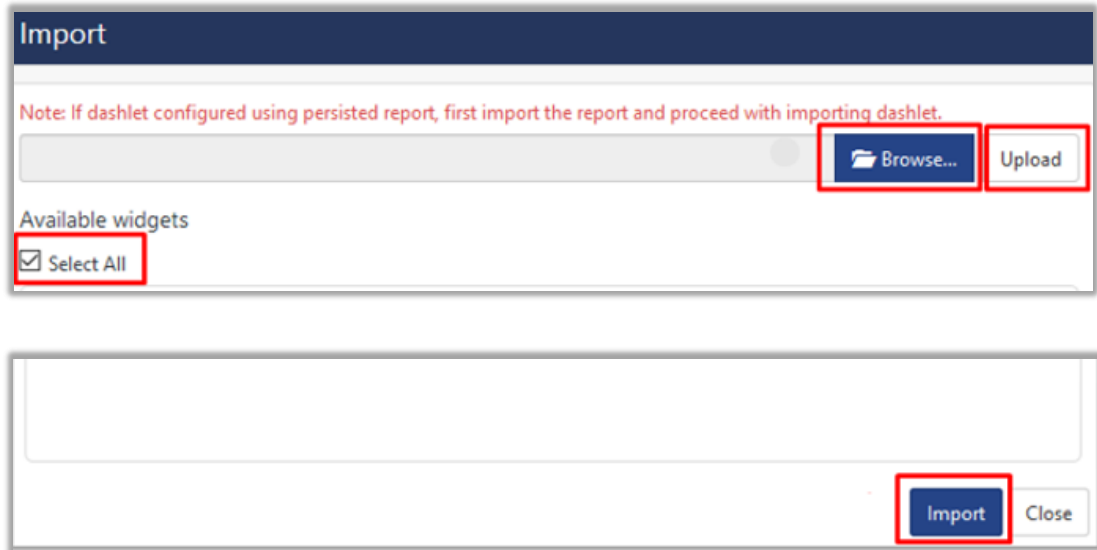 Import
Note: If dashlet configured using persisted report, first import the report and proceed with importing dashlet.
Browse... Upload
Available widgets
Select All
Import Close